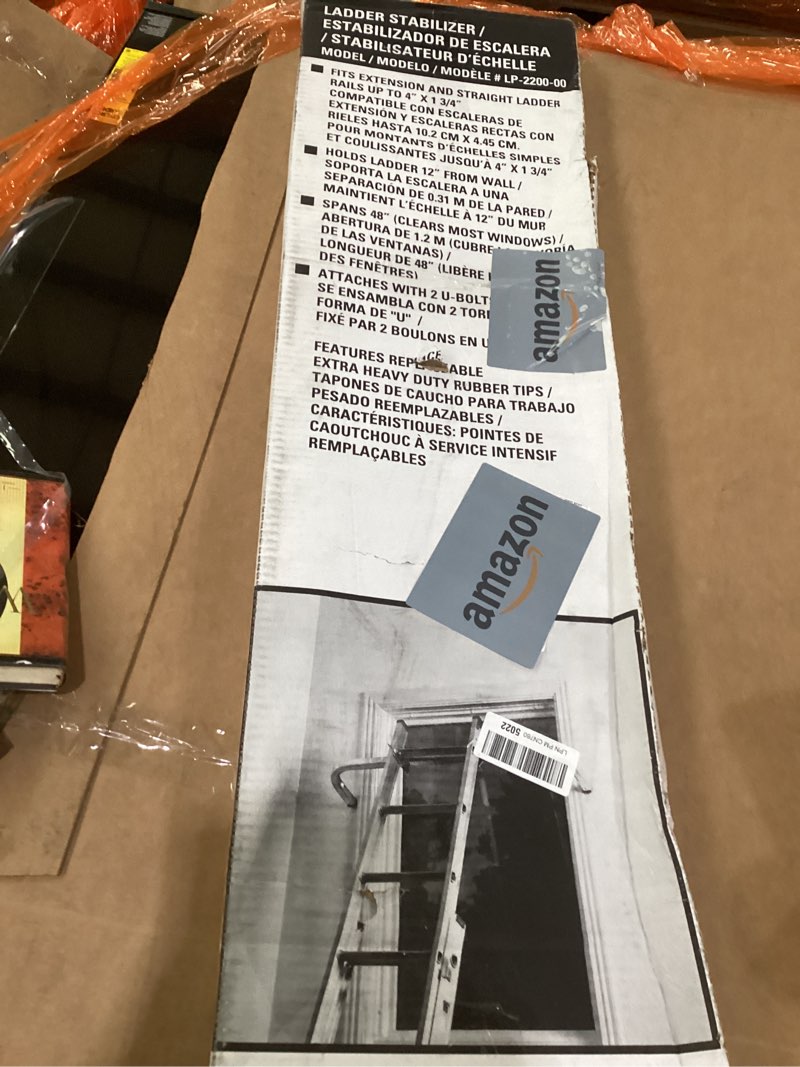 LADDER STABILIZER /
ESTABILIZADOR DE ESCALERA
/ STABILISATEUR D'ÉCHELLE
MODEL / MODELO / MODÈLE # LP-2200-00
FITS EXTENSION AND STRAIGHT LADDER
RAILS UP TO 4" X 1 3/4"
COMPATIBLE CON ESCALERAS DE
EXTENSIÓN Y ESCALERAS RECTAS CON
RIELES HASTA 10.2 CM X 4.45 CM.
POUR MONTANTS D'ÉCHELLES SIMPLES
ET COULISSANTES JUSQU'À 4" X 1 3/4"
HOLDS LADDER 12" FROM WALL /
SOPORTA LA ESCALERA A UNA
SEPARACIÓN DE 0.31 M DE LA PARED /
MAINTIENT L'ÉCHELLE À 12" DU MUR
SPANS 48" (CLEARS MOST WINDOWS) /
ABERTURA DE 1.2 M (CUBRE
DE LAS VENTANAS) /
LONGUEUR DE 48" (LIBÈRE
DES FENÊTRES)
ATTACHES WITH 2 U-BOLT
SE ENSAMBLA CON 2
FORMA DE "U" /
FIXÉ PAR 2 BOULONS EN U
FEATURES
EXTRA HEAVY DUTY RUBBER TIPS /
TAPONES DE CAUCHO PARA TRABAJO
PESADO REEMPLAZABLES /
CARACTÉRISTIQUES: POINTES DE
CAOUTCHOUC À SERVICE INTENSIF
REMPLAÇABLES
amazon
amazon
5022